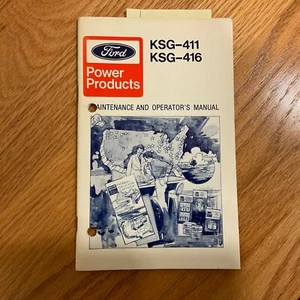 Ford
Power
Products
KSG-411
KSG-416
MAINTENANCE AND OPERATOR'S MANUAL